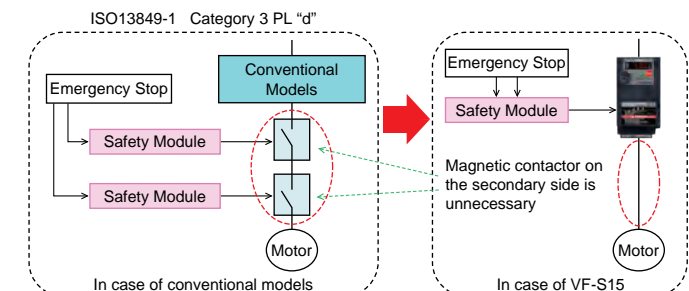 ISO13849-1 Category 3 PL “d”
Emergency Stop
Conventional
Models
Safety Module
Safety Module
Motor
In case of conventional models
Emergency Stop
Safety Module
Magnetic contactor on
the secondary side is
unnecessary
Motor
In case of VF-S15